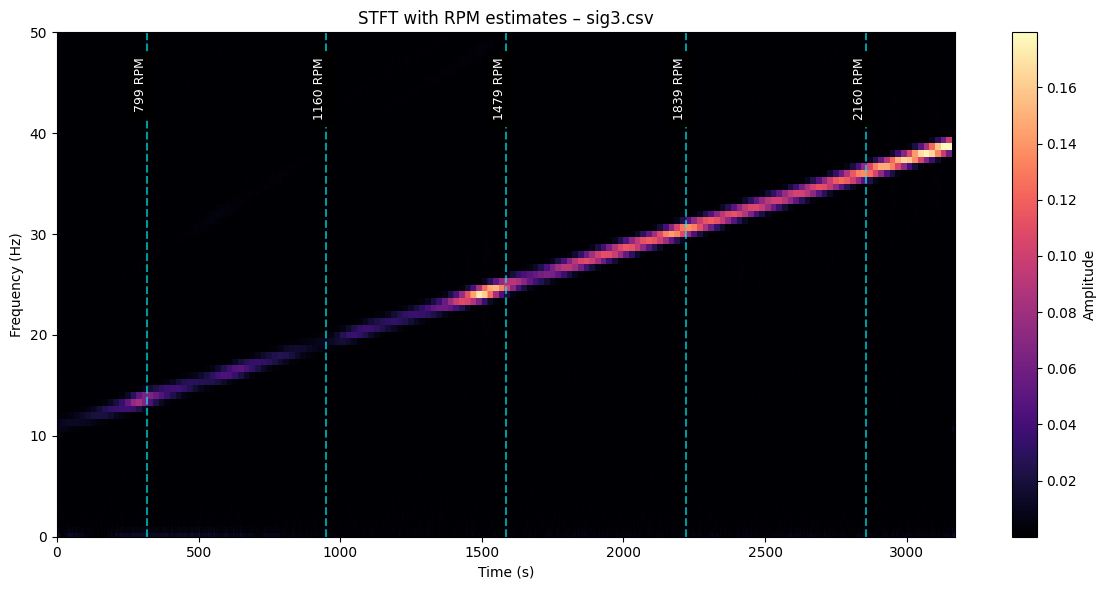 STFT with RPM estimates – sig3.csv
50
40
30
20
10
0
Frequency (Hz)
799 RPM
1160 RPM
1479 RPM
1839 RPM
2160 RPM
0
500
1000
1500
2000
2500
3000
Time (s)
0.16
0.14
0.12
0.10
0.08
0.06
0.04
0.02
Amplitude